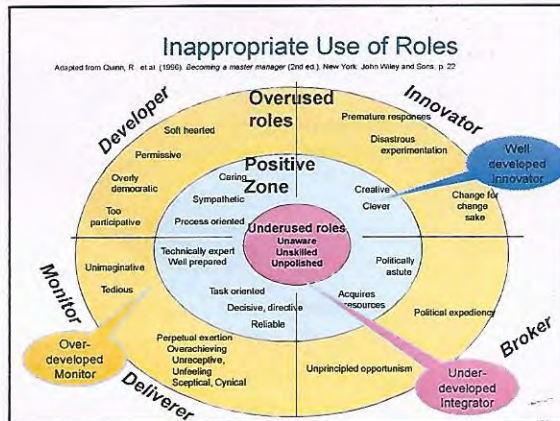 Inappropriate Use of Roles
Adapted from Quinn, R. et al. (1996). Becoming a master manager (2nd ed.). New York: John Wiley and Sons, p. 22
Developer
Overused
roles
Innovator
Soft hearted
Permissive
Overly
democratic
Too
participative
Premature responses
Disastrous
experimentation
Change for
change
sake
Well
developed
Innovator
Positive
Zone
Caring
Sympathetic
Process oriented
Creative
Clever
Underused roles
Unaware
Unskilled
Unpolished
Technically expert
Well prepared
Task oriented
Decisive, directive
Reliable
Politically
astute
Acquires
resources
Monitor
Unimaginative
Tedious
Over-
developed
Monitor
Deliverer
Perpetual exertion
Overachieving
Unreceptive,
Unfeeling
Sceptical, Cynical
Unprincipled opportunism
Political expediency
Broker
Under-
developed
Integrator